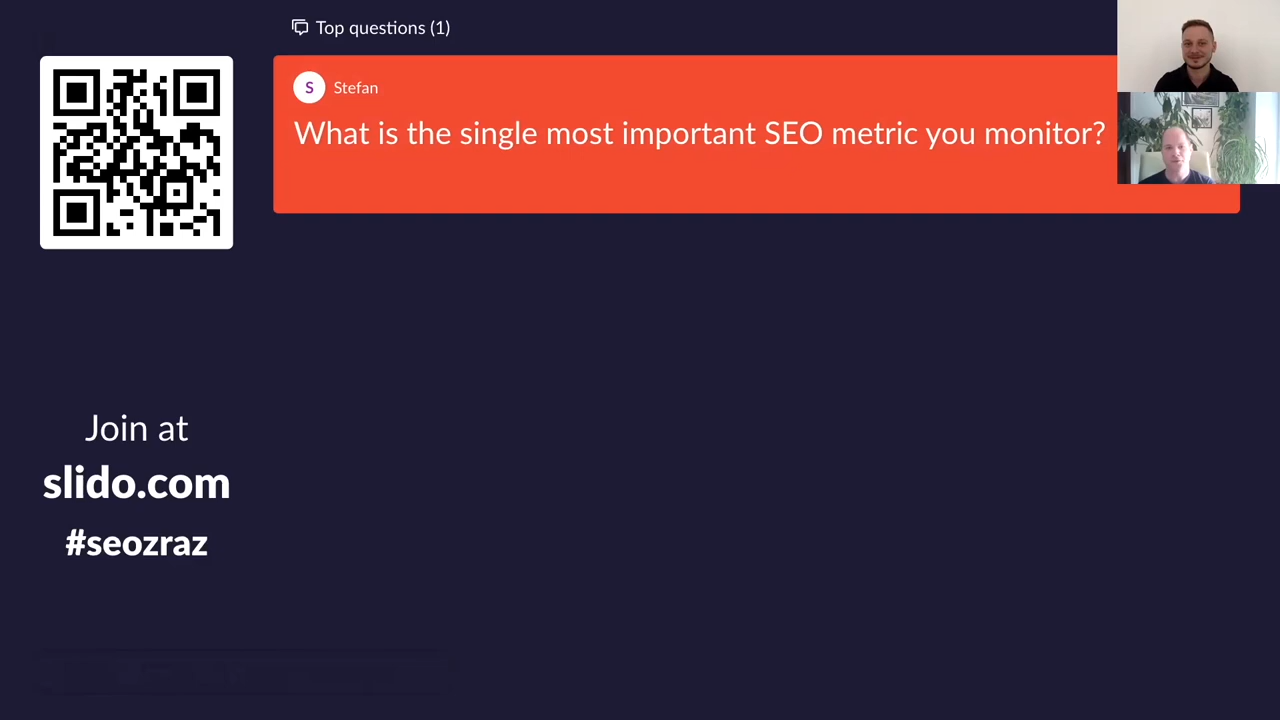 Top questions (1)
S
Stefan
What is the single most important SEO metric you monitor?
Join at
slido.com
#seozraz